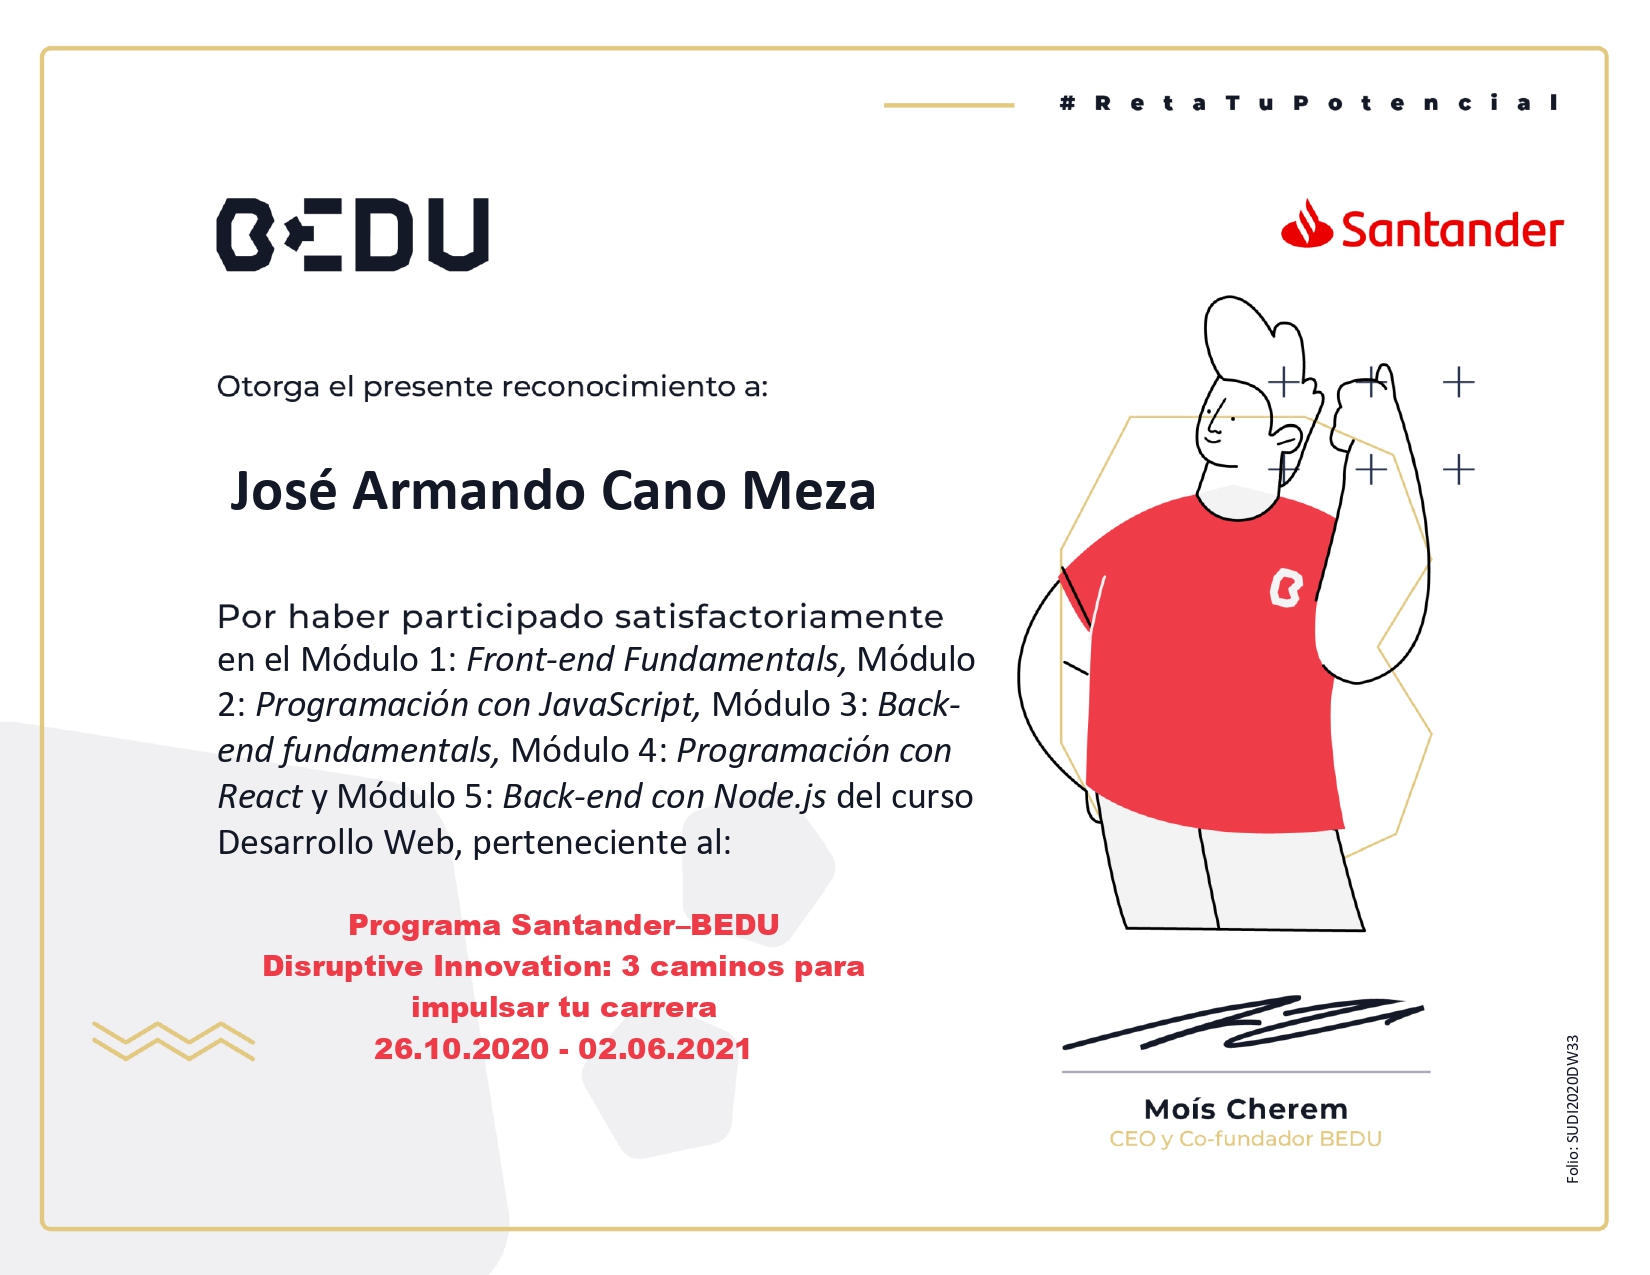 #RetaTuPotencial
BEDU
Santander
Otorga el presente reconocimiento a:
José Armando Cano Meza
Por haber participado satisfactoriamente
en el Módulo 1: Front-end Fundamentals, Módulo
2: Programación con JavaScript, Módulo 3: Back-
end fundamentals, Módulo 4: Programación con
React y Módulo 5: Back-end con Node.js del curso
Desarrollo Web, perteneciente al:
Programa Santander–BEDU
Disruptive Innovation: 3 caminos para
impulsar tu carrera
26.10.2020 - 02.06.2021
B
Moís Cherem
CEO y Co-fundador BEDU
Folio: SUDI2020DW33